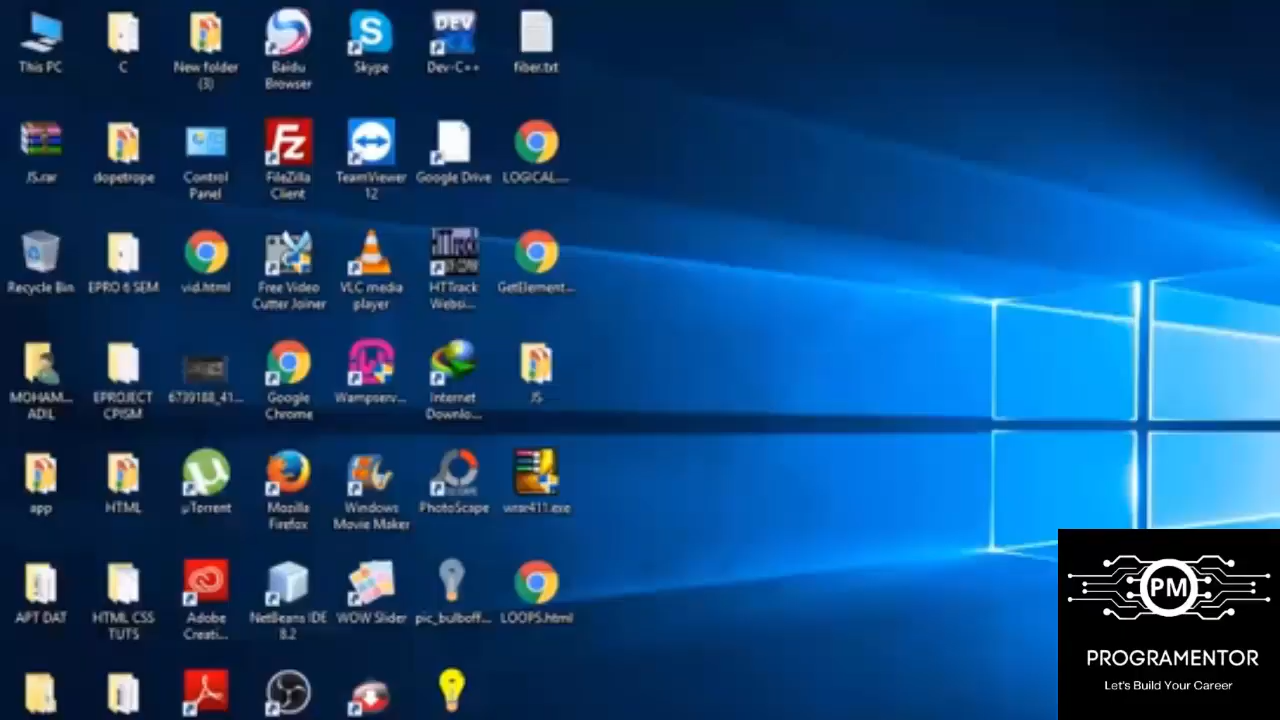 This PC
C
New folder
(3)
Baidu
Browser
Skype
DEV
Dev-C++
fiber.txt
JS.rar
dopetrope
Control
Panel
FileZilla
Client
TeamViewer
12
Google Drive
LOGICAL...
Recycle Bin
EPRO 6 SEM
vid.html
Free Video
Cutter Joiner
VLC media
player
HTTrack
Websi...
GetElement...
MOHAM...
ADIL
EPROJECT
CPISM
6739188_41...
Google
Chrome
Wampserv...
Internet
Downlo...
JS
app
HTML
µTorrent
Mozilla
Firefox
Windows
Movie Maker
PhotoScape
wrar411.exe
APT DAT
HTML CSS
TUTS
Adobe
Creati...
NetBeans IDE
8.2
WOW Slider
pic_bulboff...
LOOPS.html
PM
PROGRAMENTOR
Let's Build Your Career